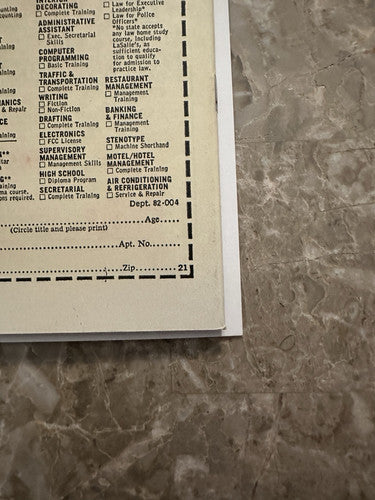 DECORATING
☐ Complete Training
ADMINISTRATIVE
ASSISTANT
☐ Exec. Secretarial
Skills
COMPUTER
PROGRAMMING
☐ Basic Training
TRAFFIC &
TRANSPORTATION
☐ Complete Training
WRITING
☐ Fiction
☐ Non-Fiction
DRAFTING
☐ Complete Training
ELECTRONICS
☐ FCC License
SUPERVISORY
MANAGEMENT
☐ Management Skills
HIGH SCHOOL
☐ Diploma Program
SECRETARIAL
☐ Complete Training
☐ Law for Executive
Leadership*
☐ Law for Police
Officers*
*No state accepts
any law home study
course, including
LaSalle's, as
sufficient educa-
tion to qualify
for admission to
practice law.
RESTAURANT
MANAGEMENT
☐ Management
Training
BANKING
& FINANCE
☐ Management
Training
STENOTYPE
☐ Machine Shorthand
MOTEL/HOTEL
MANAGEMENT
☐ Complete Training
AIR CONDITIONING
& REFRIGERATION
☐ Service & Repair
Dept. 82-004
Age
(Circle title and please print)
Apt. No.
Zip
21